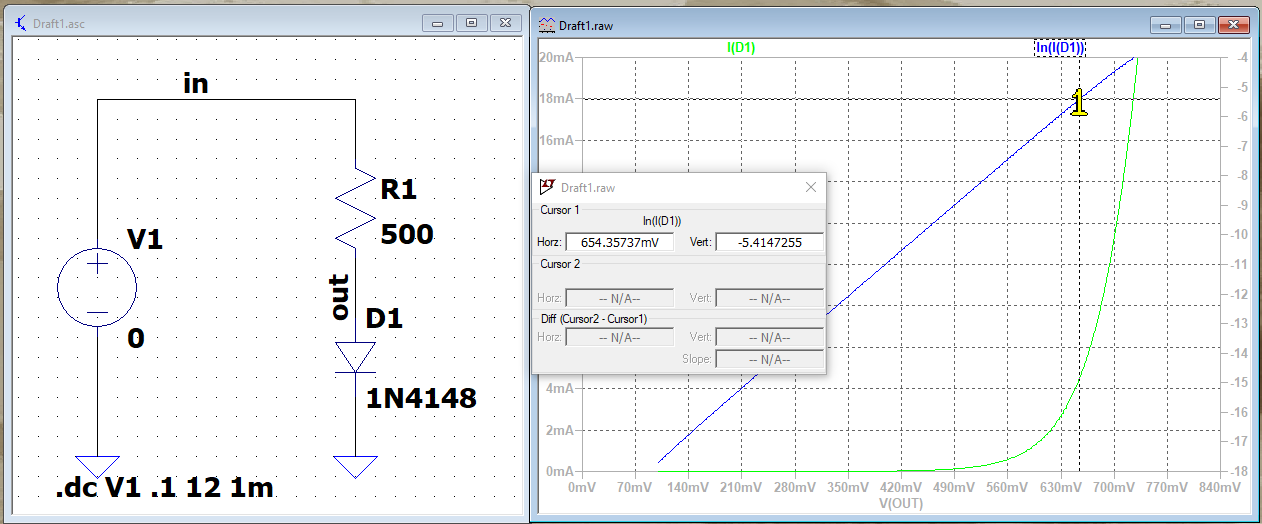 Draft1.asc
in
R1
500
V1
0
out
D1
1N4148
.dc V1 .1 12 1m
Draft1.raw
I(D1)
ln(I(D1))
20mA
18mA
16mA
4mA
2mA
0mA
-4
-5
-6
-7
-8
-9
-10
-11
-12
-13
-14
-15
-16
-17
-18
1
0mV
70mV
140mV
210mV
280mV
350mV
420mV
490mV
560mV
630mV
700mV
770mV
840mV
V(OUT)
Draft1.raw
Cursor 1
ln(I(D1))
Horz: 654.35737mV Vert: -5.4147255
Cursor 2
Horz: -- N/A-- Vert: -- N/A--
Diff (Cursor2 - Cursor1)
Horz: -- N/A-- Vert: -- N/A--
Slope: -- N/A--